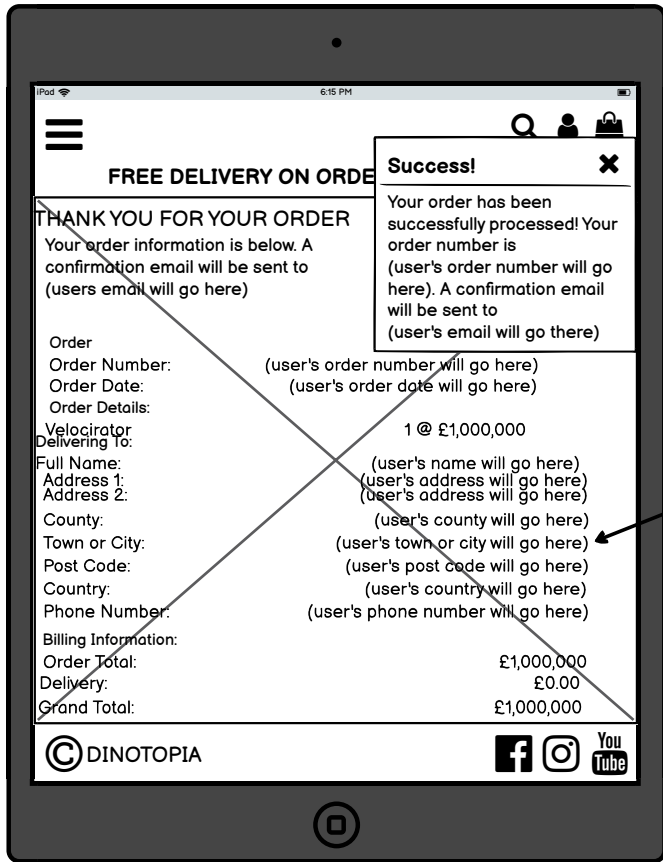 iPad
6:15 PM
FREE DELIVERY ON ORDE
Success!
Your order has been
successfully processed! Your
order number is
(user's order number will go
here). A confirmation email
will be sent to
(user's email will go there)
THANK YOU FOR YOUR ORDER
Your order information is below. A
confirmation email will be sent to
(users email will go here)
Order
Order Number: (user's order number will go here)
Order Date: (user's order date will go here)
Order Details:
Velocirator 1 @ £1,000,000
Delivering To:
Full Name: (user's name will go here)
Address 1: (user's address will go here)
Address 2: (user's address will go here)
County: (user's county will go here)
Town or City: (user's town or city will go here)
Post Code: (user's post code will go here)
Country: (user's country will go here)
Phone Number: (user's phone number will go here)
Billing Information:
Order Total: £1,000,000
Delivery: £0.00
Grand Total: £1,000,000
© DINOTOPIA
You
Tube